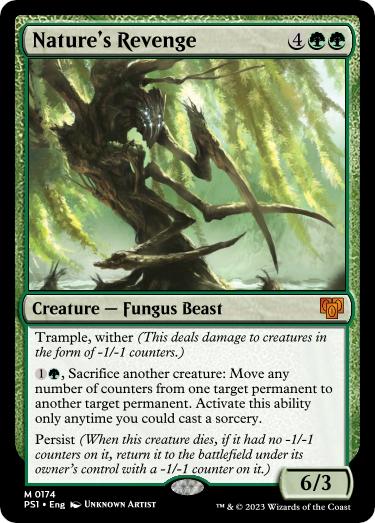 Nature's Revenge 4
Creature — Fungus Beast
Trample, wither (This deals damage to creatures in
the form of -1/-1 counters.)
1 , Sacrifice another creature: Move any
number of counters from one target permanent to
another target permanent. Activate this ability
only anytime you could cast a sorcery.
Persist (When this creature dies, if it had no -1/-1
counters on it, return it to the battlefield under its
owner's control with a -1/-1 counter on it.)
6/3
M 0174
PS1 • Eng Unknown Artist
™ & © 2023 Wizards of the Coast